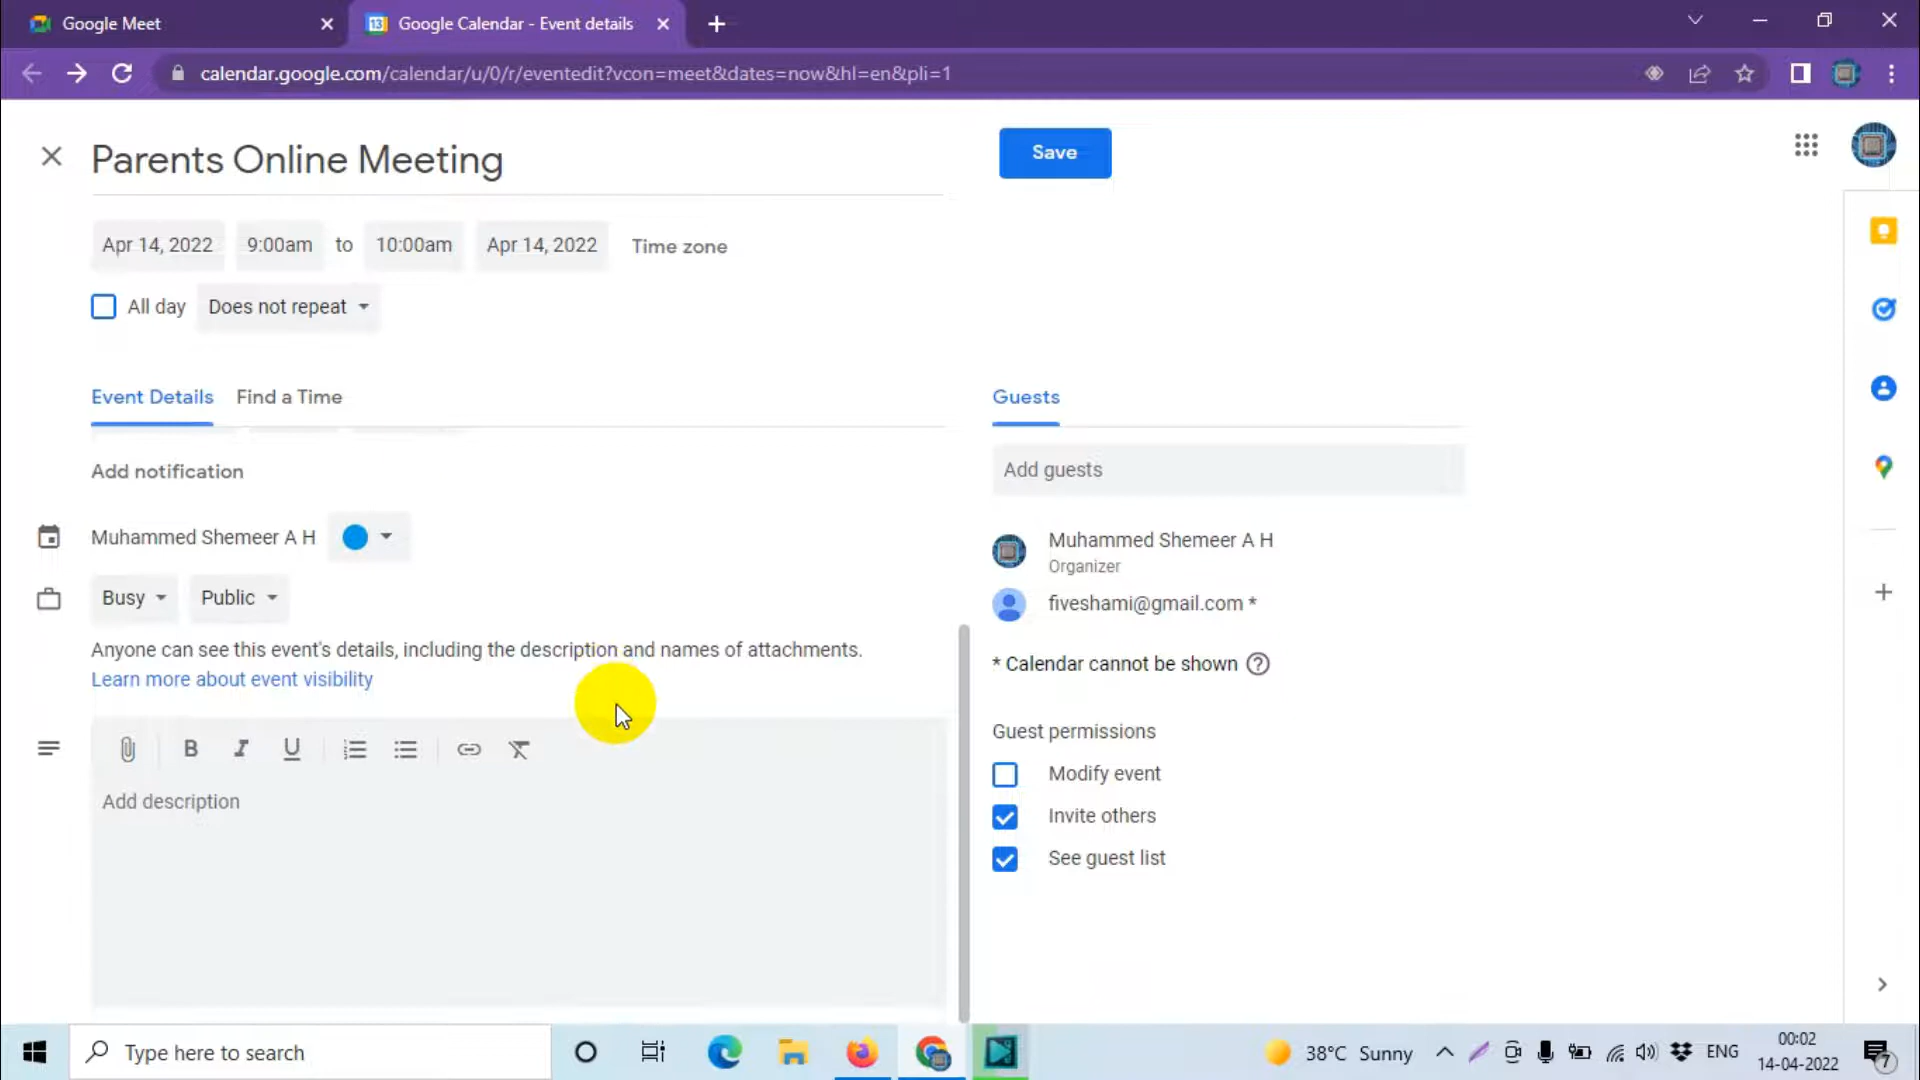 Google Meet
Google Calendar - Event details
calendar.google.com/calendar/u/0/r/eventedit?vcon=meet&dates=now&hl=en&pli=1
Parents Online Meeting
Save
Apr 14, 2022 9:00am to 10:00am Apr 14, 2022 Time zone
All day Does not repeat
Event Details Find a Time
Guests
Add notification
Add guests
Muhammed Shemeer A H
Muhammed Shemeer A H
Organizer
Busy Public
fiveshami@gmail.com *
Anyone can see this event's details, including the description and names of attachments.
Learn more about event visibility
* Calendar cannot be shown ?
Guest permissions
B I U
Modify event
Add description
Invite others
See guest list
Type here to search
38°C Sunny
ENG
00:02
14-04-2022
7